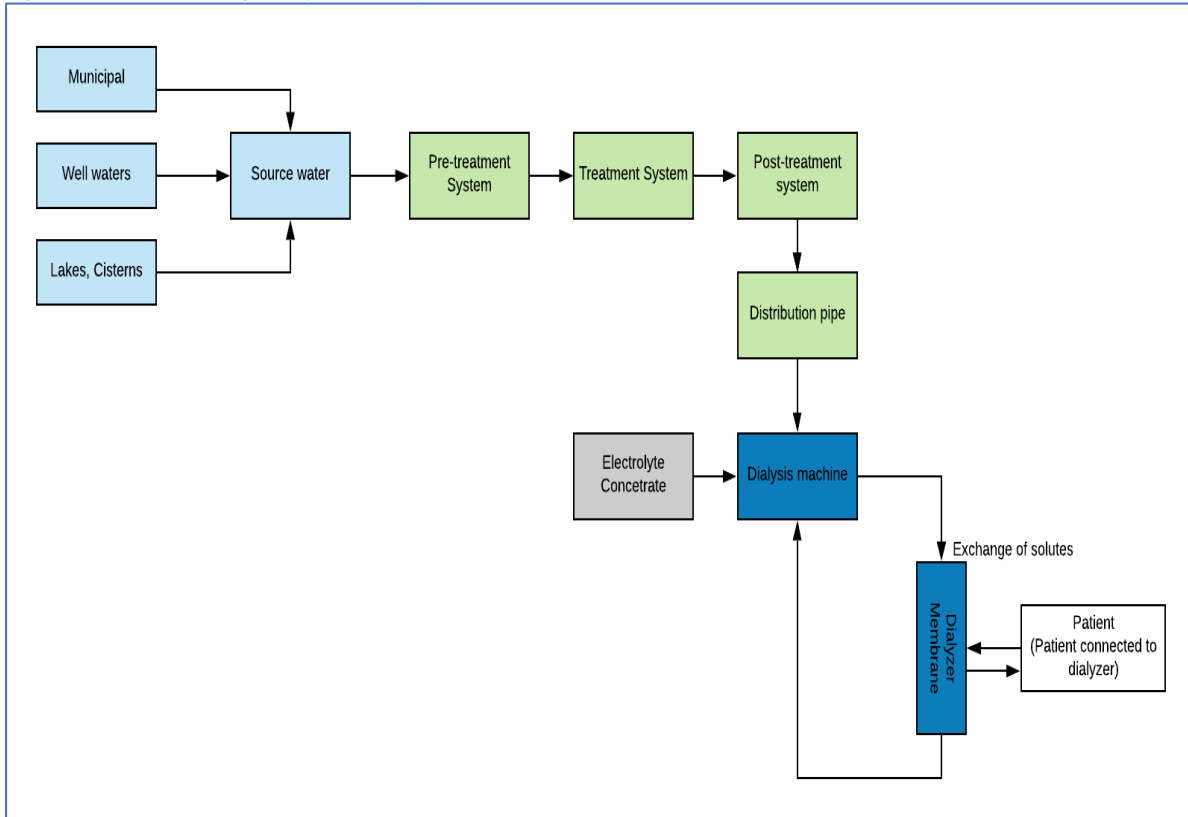 Municipal
Well waters
Lakes, Cisterns
Source water
Pre-treatment
System
Treatment System
Post-treatment
system
Distribution pipe
Electrolyte
Concetrate
Dialysis machine
Exchange of solutes
Dialyzer
Membrane
Patient
(Patient connected to
dialyzer)